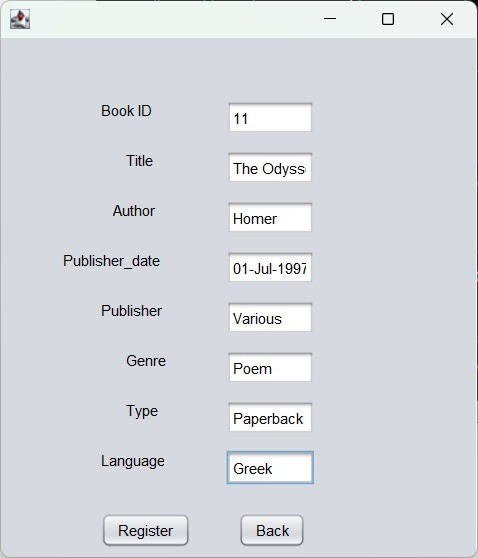 Book ID 11
Title The Odyss
Author Homer
Publisher_date 01-Jul-1997
Publisher Various
Genre Poem
Type Paperback
Language Greek
Register Back